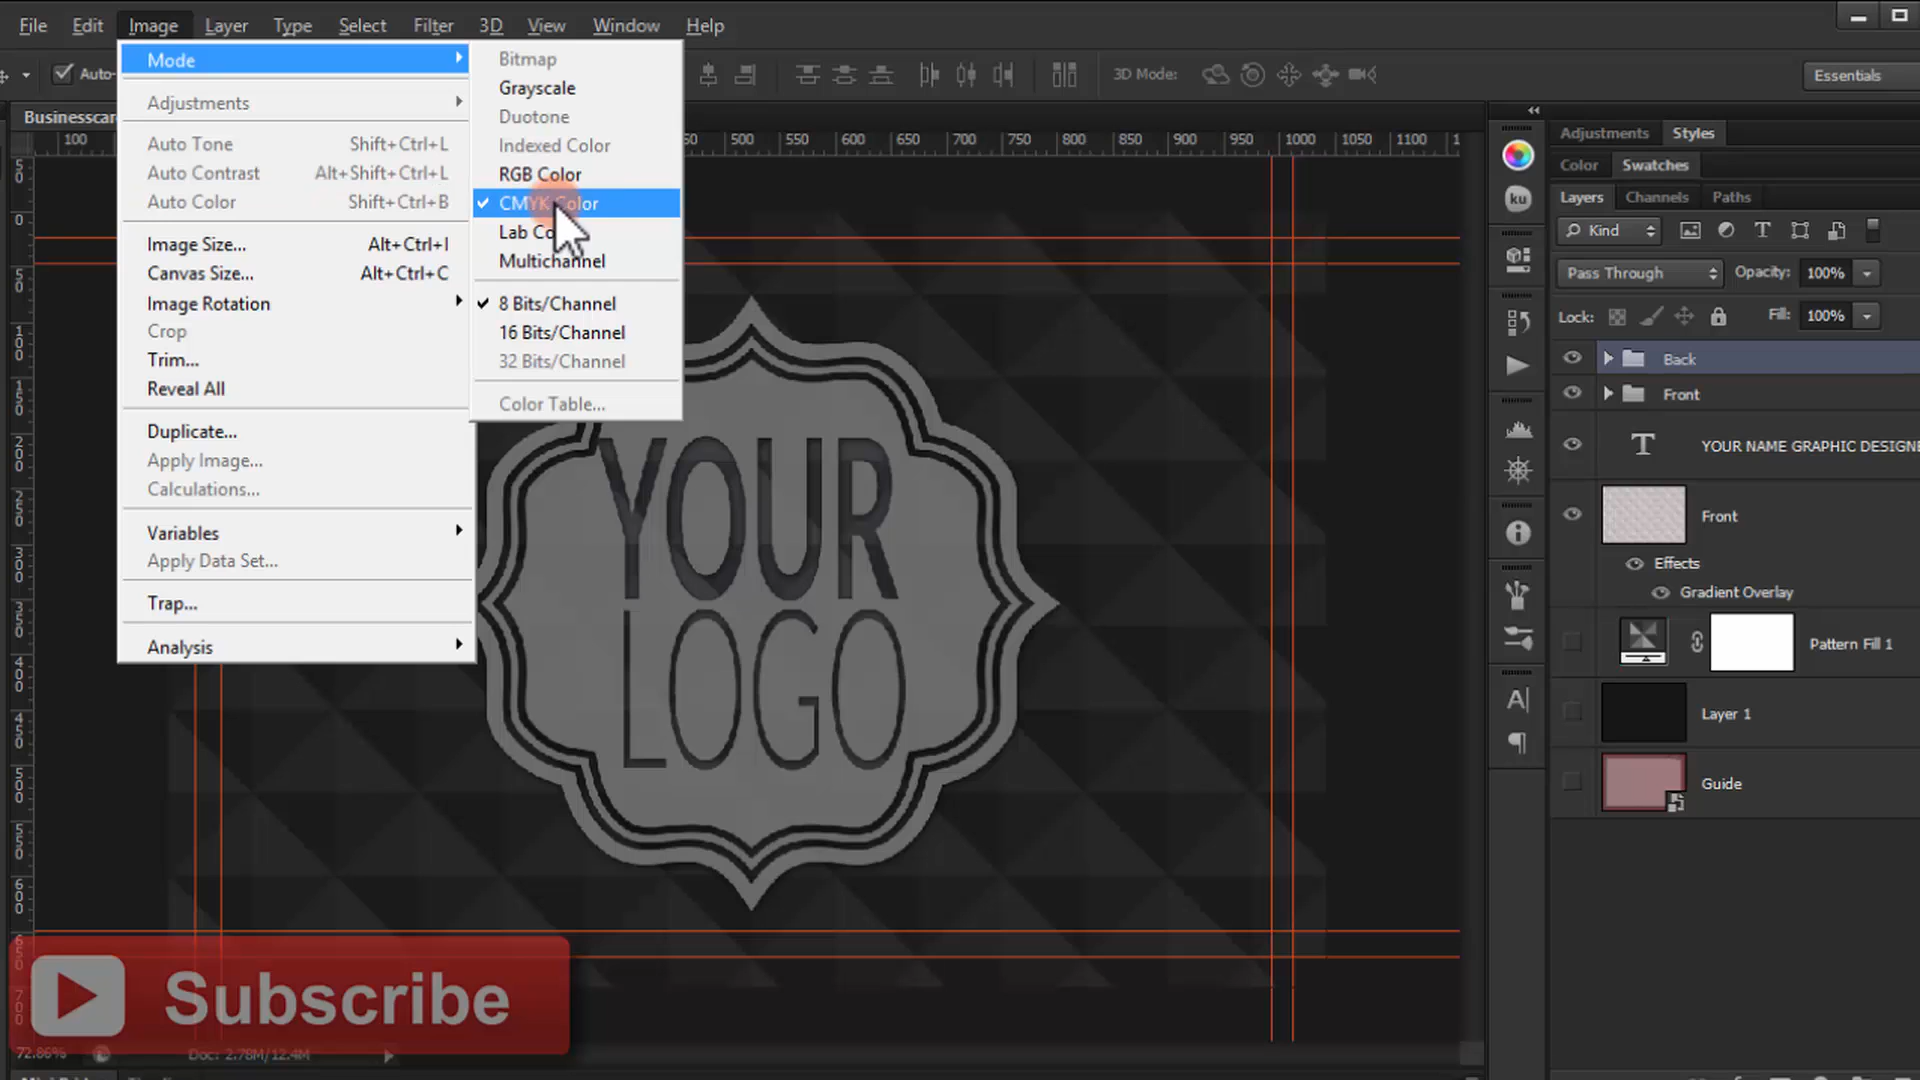 File Edit Image Layer Type Select Filter 3D View Window Help
Auto-
3D Mode:
Essentials
Mode
Adjustments
Auto Tone Shift+Ctrl+L
Auto Contrast Alt+Shift+Ctrl+L
Auto Color Shift+Ctrl+B
Image Size... Alt+Ctrl+I
Canvas Size... Alt+Ctrl+C
Image Rotation
Crop
Trim...
Reveal All
Duplicate...
Apply Image...
Calculations...
Variables
Apply Data Set...
Trap...
Analysis
Bitmap
Grayscale
Duotone
Indexed Color
RGB Color
CMYK Color
Lab Co
Multichannel
8 Bits/Channel
16 Bits/Channel
32 Bits/Channel
Color Table...
Businesscar
100 500 550 600 650 700 750 800 850 900 950 1000 1100
50
0
50
100
150
200
250
300
350
400
450
500
550
600
650
700
YOUR
LOGO
Adjustments Styles
Color Swatches
Layers Channels Paths
Kind
Pass Through Opacity: 100%
Lock: Fill: 100%
Back
Front
YOUR NAME GRAPHIC DESIGNE
Front
Effects
Gradient Overlay
Pattern Fill 1
Layer 1
Guide
ku
Subscribe
72.86% Doc: 2.78M/12.4M